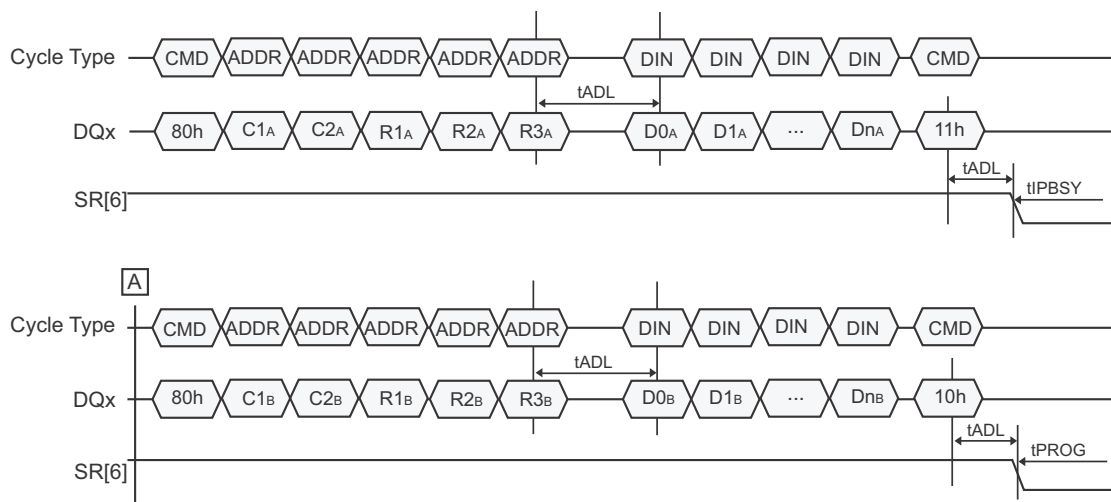 Cycle Type CMD ADDR ADDR ADDR ADDR ADDR DIN DIN DIN DIN CMD
tADL
DQx 80h C1A C2A R1A R2A R3A D0A D1A ... DnA 11h
tADL
SR[6] tIPBSY
A
Cycle Type CMD ADDR ADDR ADDR ADDR ADDR DIN DIN DIN DIN CMD
tADL
DQx 80h C1B C2B R1B R2B R3B D0B D1B ... DnB 10h
tADL
SR[6] tPROG